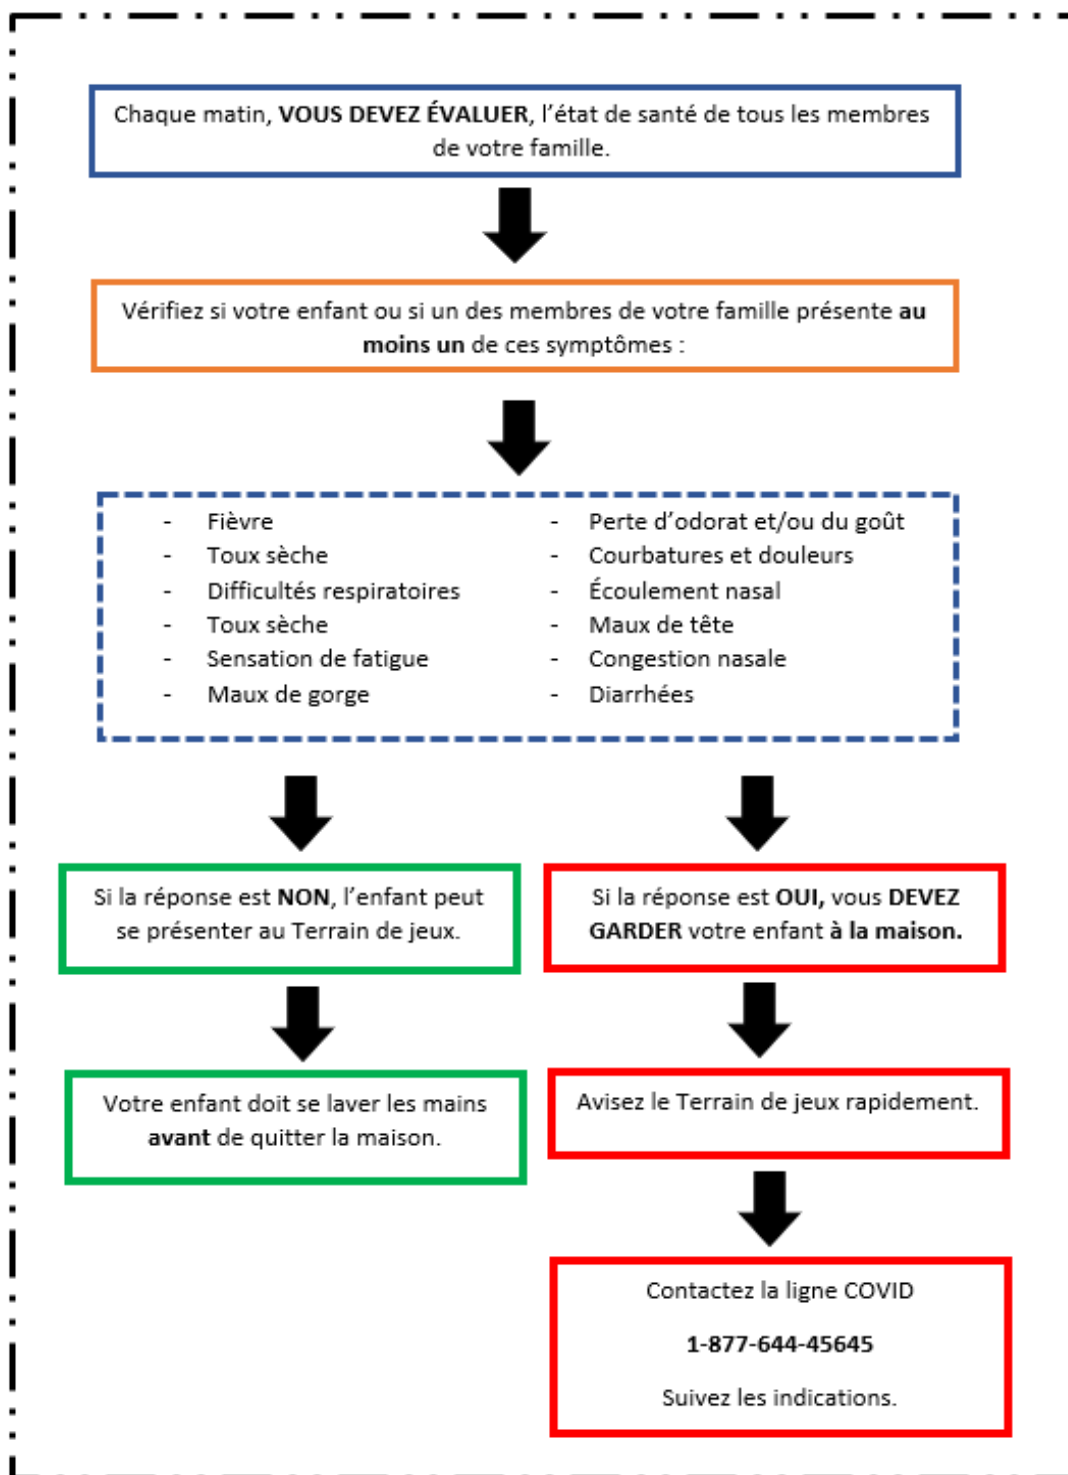 Chaque matin, VOUS DEVEZ ÉVALUER, l'état de santé de tous les membres
de votre famille.
Vérifiez si votre enfant ou si un des membres de votre famille présente au
moins un de ces symptômes :
- Fièvre
- Toux sèche
- Difficultés respiratoires
- Toux sèche
- Sensation de fatigue
- Maux de gorge
- Perte d'odorat et/ou du goût
- Courbatures et douleurs
- Écoulement nasal
- Maux de tête
- Congestion nasale
- Diarrhées
Si la réponse est NON, l'enfant peut
se présenter au Terrain de jeux.
Votre enfant doit se laver les mains
avant de quitter la maison.
Si la réponse est OUI, vous DEVEZ
GARDER votre enfant à la maison.
Avisez le Terrain de jeux rapidement.
Contactez la ligne COVID
1-877-644-45645
Suivez les indications.